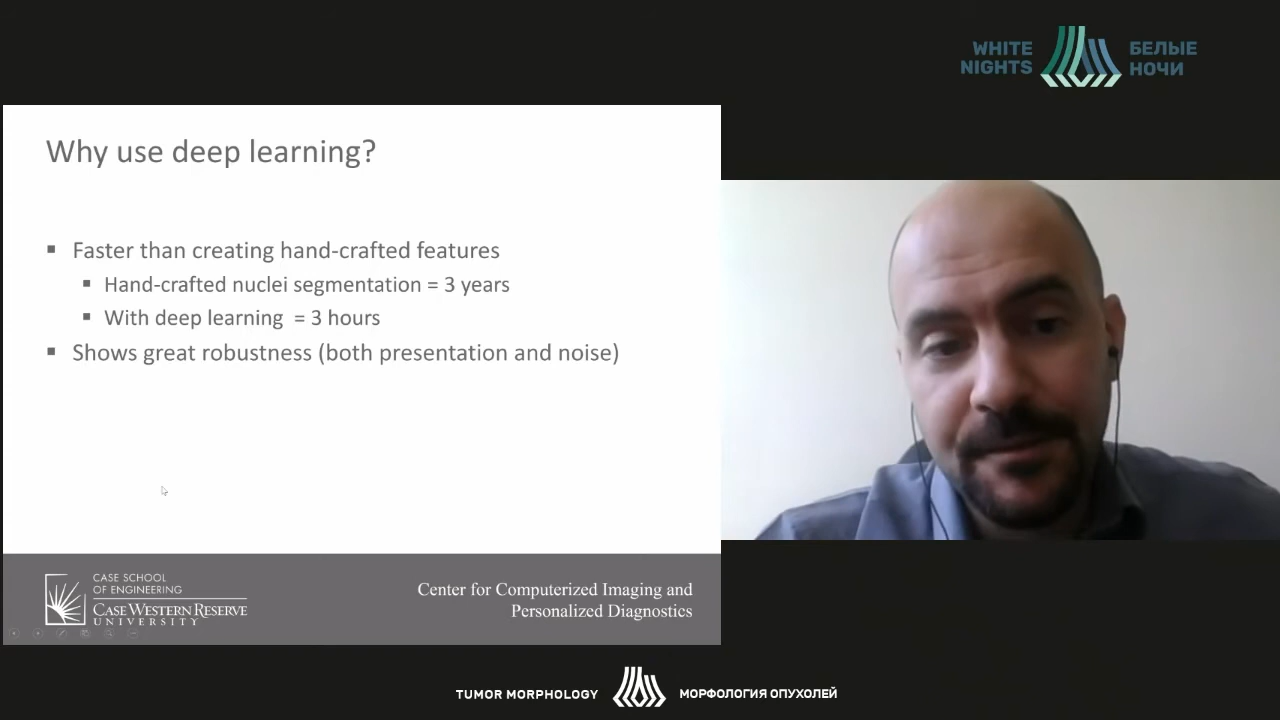 WHITE
NIGHTS
БЕЛЫЕ
НОЧИ
Why use deep learning?
Faster than creating hand-crafted features
Hand-crafted nuclei segmentation = 3 years
With deep learning = 3 hours
Shows great robustness (both presentation and noise)
CASE SCHOOL
OF ENGINEERING
CASE WESTERN RESERVE
UNIVERSITY
Center for Computerized Imaging and
Personalized Diagnostics
TUMOR MORPHOLOGY
МОРФОЛОГИЯ ОПУХОЛЕЙ